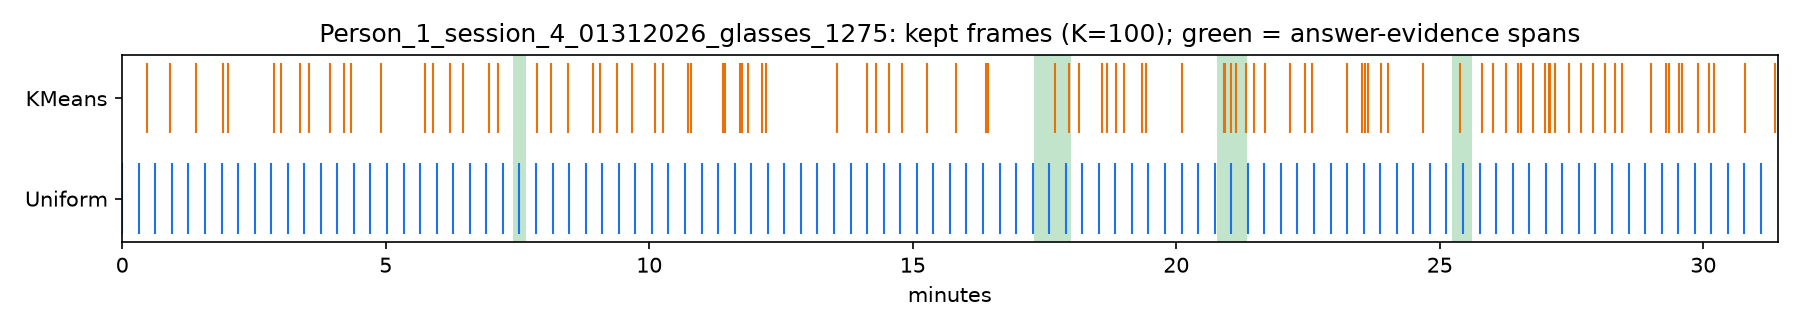 Person_1_session_4_01312026_glasses_1275: kept frames (K=100); green = answer-evidence spans
KMeans
Uniform
0 5 10 15 20 25 30
minutes